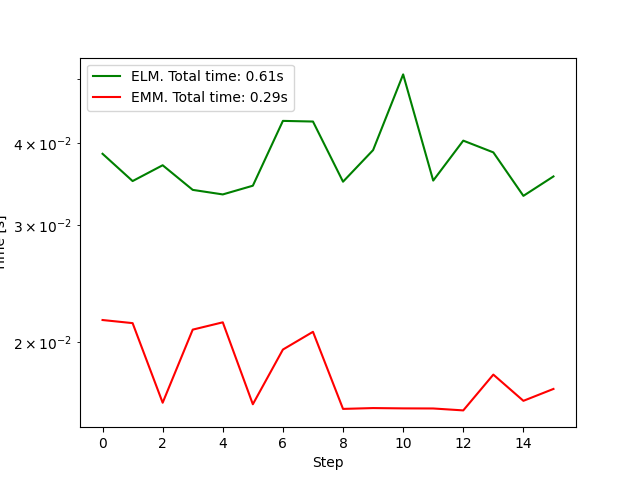 ELM. Total time: 0.61s
EMM. Total time: 0.29s
4 × 10⁻²
3 × 10⁻²
2 × 10⁻²
0 2 4 6 8 10 12 14
Step